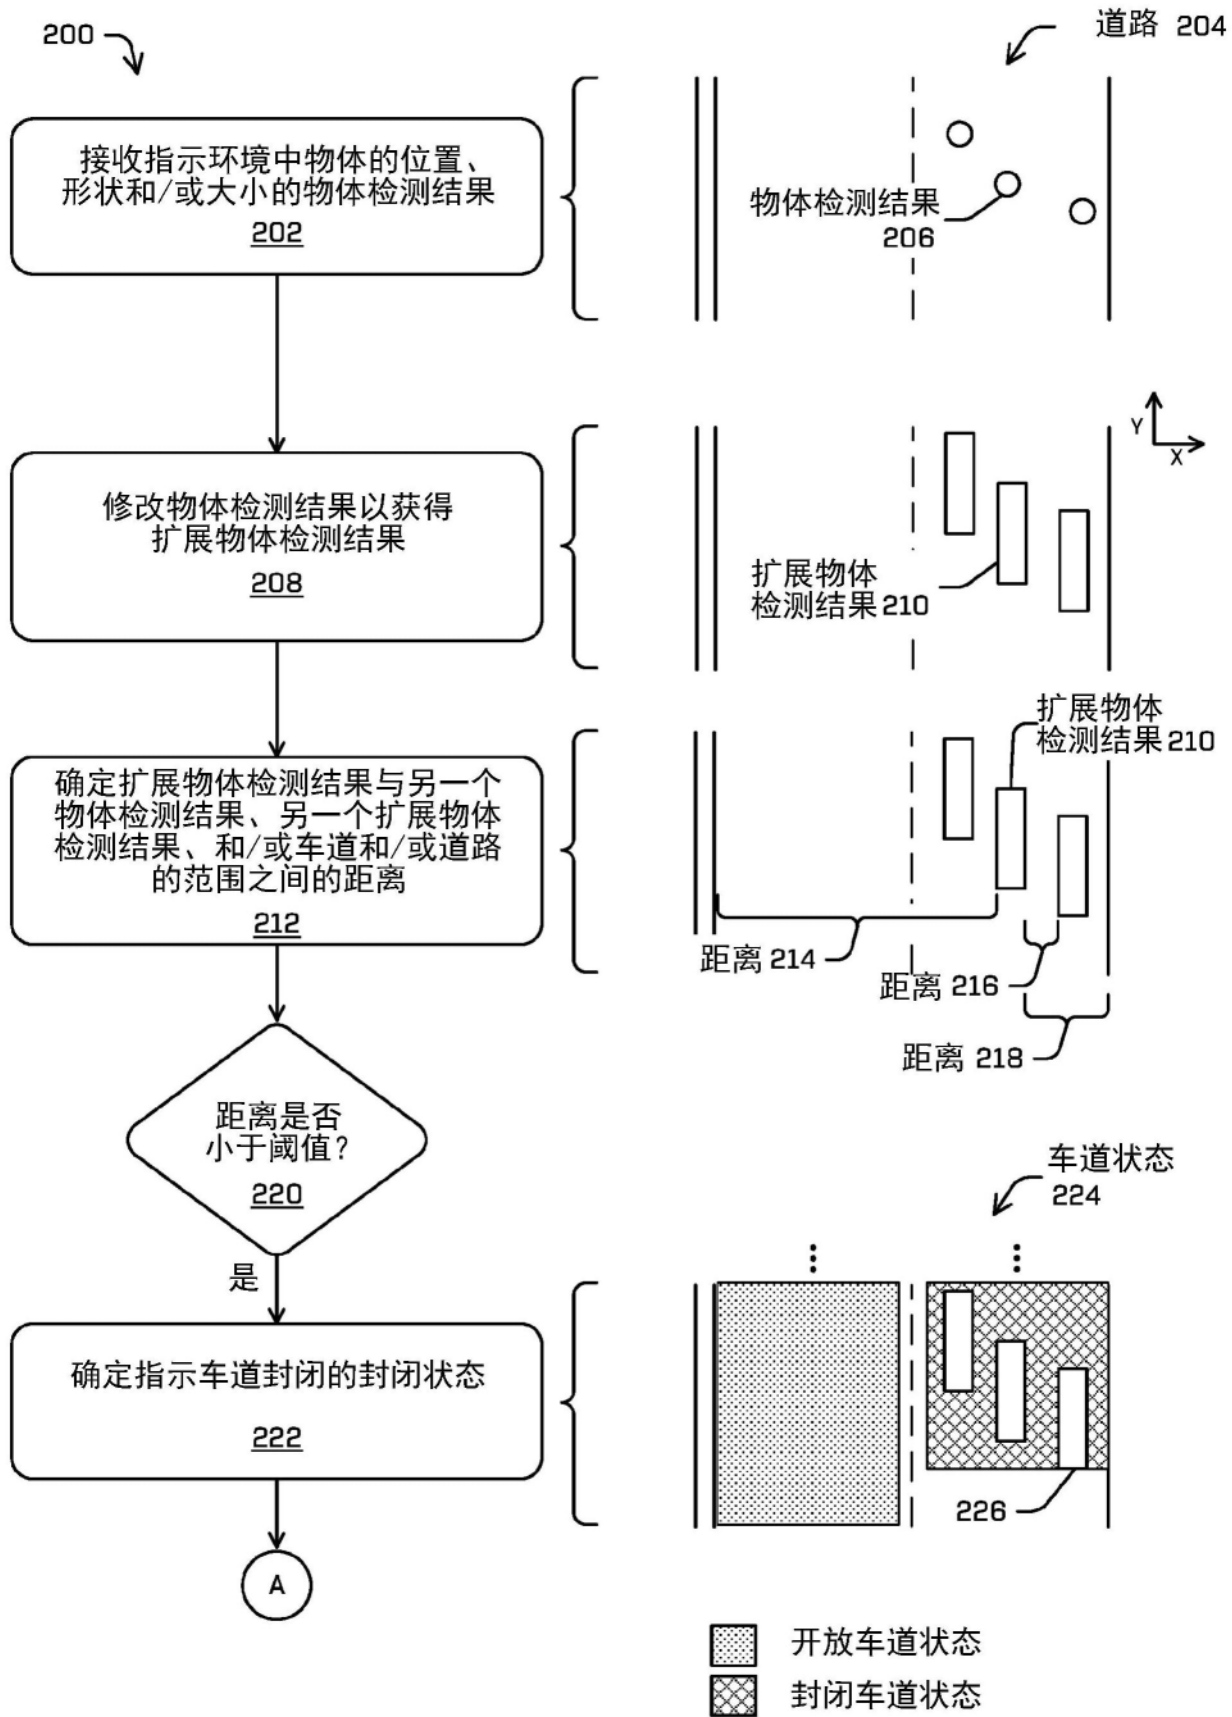 200
道路 204
接收指示环境中物体的位置、
形状和/或大小的物体检测结果
202
物体检测结果
206
修改物体检测结果以获得
扩展物体检测结果
208
Y
X
扩展物体
检测结果210
确定扩展物体检测结果与另一个
物体检测结果、另一个扩展物体
检测结果、和/或车道和/或道路
的范围之间的距离
212
扩展物体
检测结果210
距离 214
距离 216
距离 218
距离是否
小于阈值?
220
是
车道状态
224
确定指示车道封闭的封闭状态
222
226
A
开放车道状态
封闭车道状态